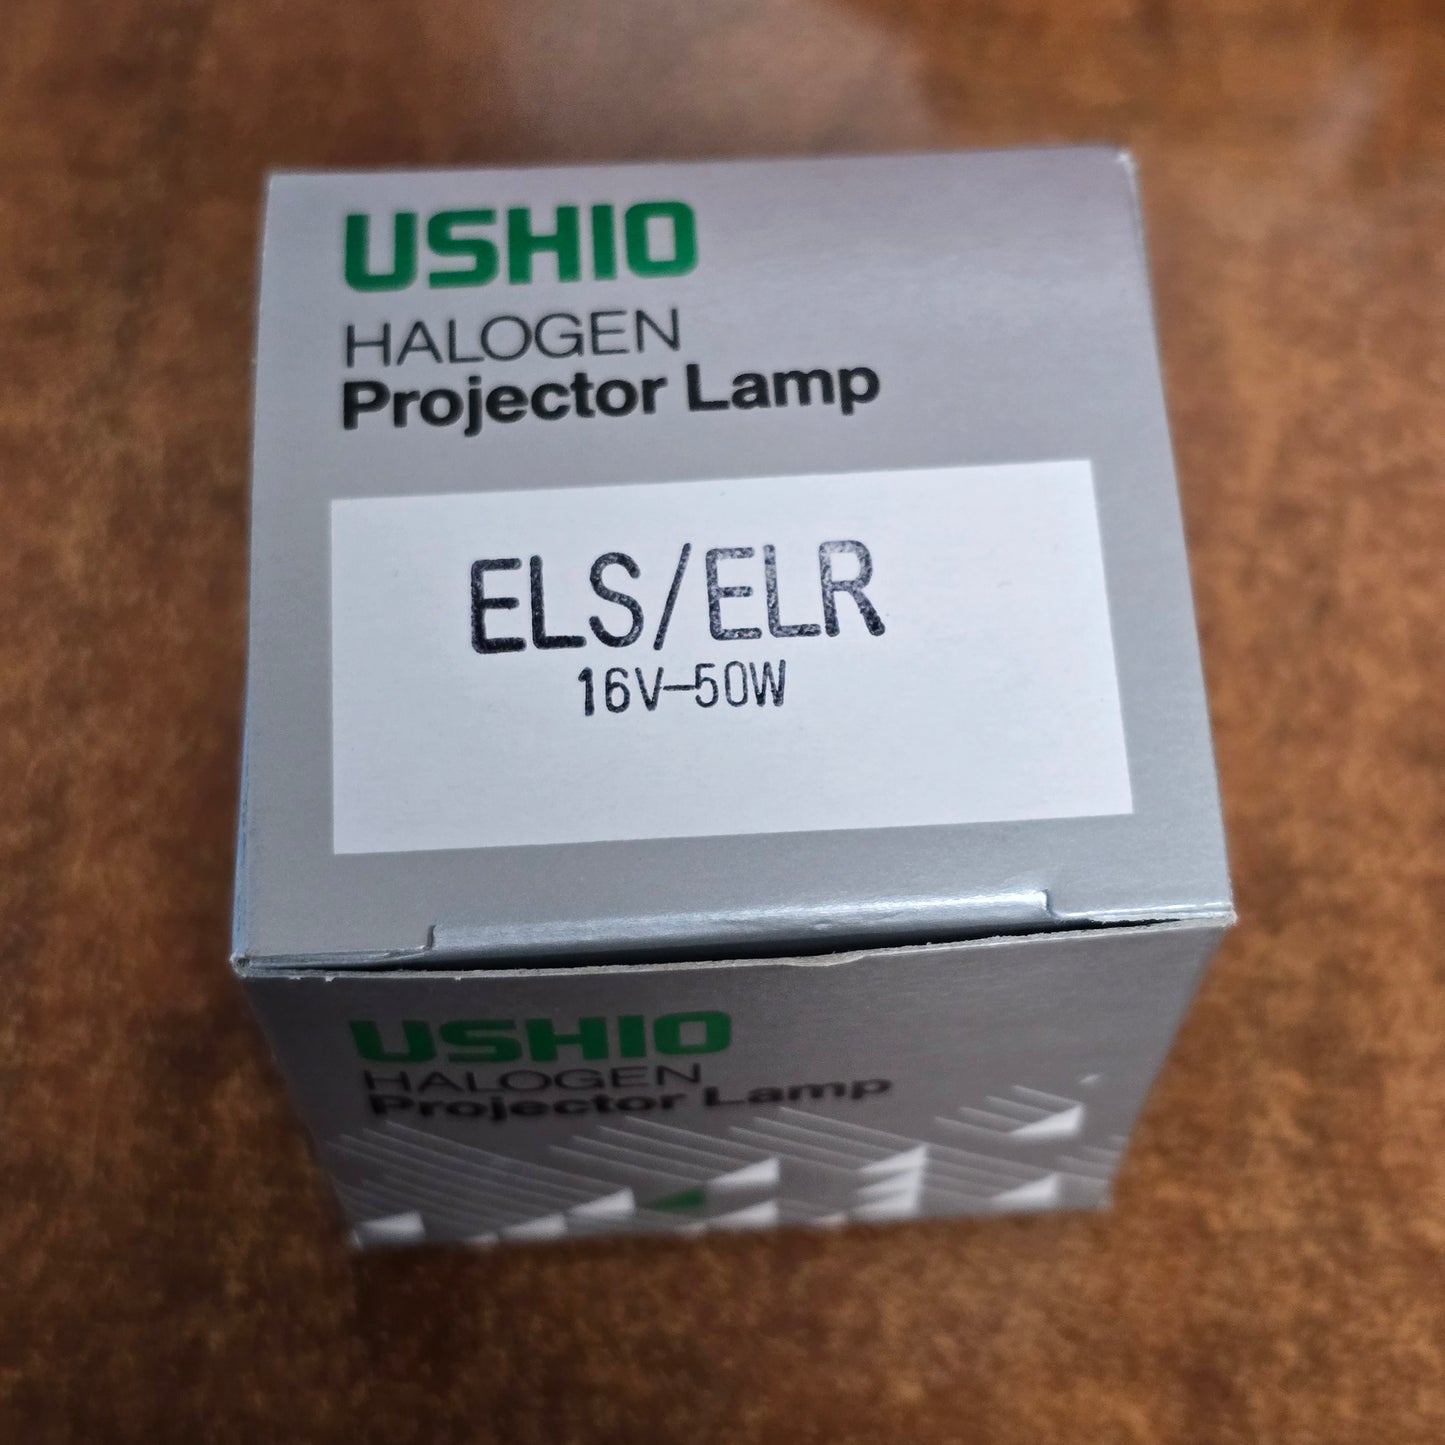 USHIO
HALOGEN
Projector Lamp
ELS/ELR
16V-50W
USHIO
HALOGEN
Projector Lamp